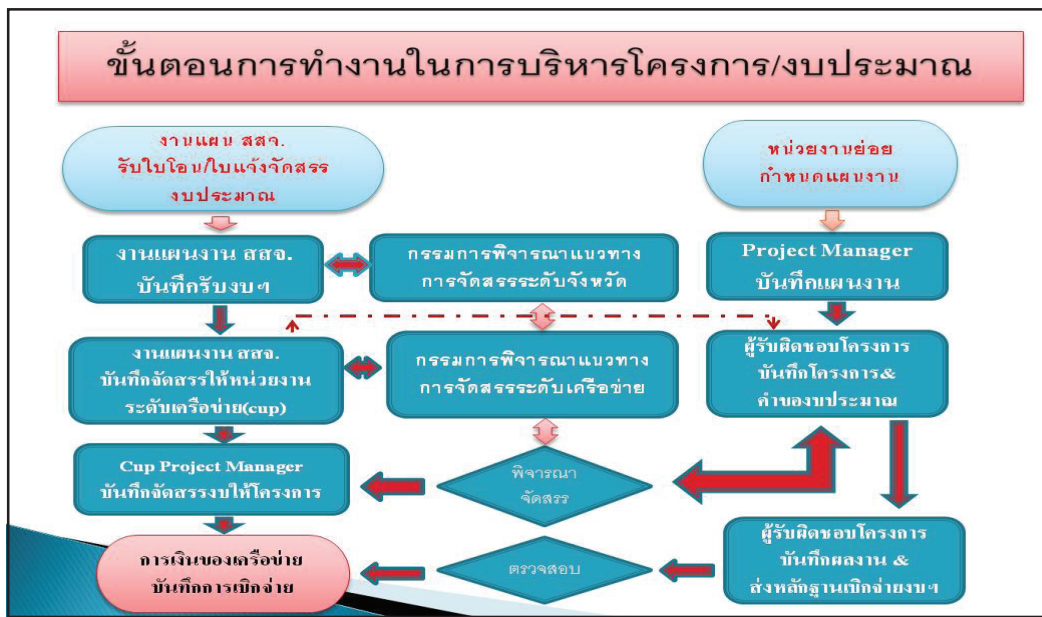 ขั้นตอนการทำงานในการบริหารโครงการ/งบประมาณ
งานแผน สสจ.
รับใบโอน/ใบแจ้งจัดสรร
งบประมาณ
หน่วยงานย่อย
กำหนดแผนงาน
งานแผนงาน สสจ.
บันทึกรับงบฯ
กรรมการพิจารณาแนวทาง
การจัดสรรระดับจังหวัด
Project Manager
บันทึกแผนงาน
งานแผนงาน สสจ.
บันทึกจัดสรรให้หน่วยงาน
ระดับเครือข่าย(cup)
กรรมการพิจารณาแนวทาง
การจัดสรรระดับเครือข่าย
ผู้รับผิดชอบโครงการ
บันทึกโครงการ&
คำของบประมาณ
Cup Project Manager
บันทึกจัดสรรงบให้โครงการ
พิจารณา
จัดสรร
การเงินของเครือข่าย
บันทึกการเบิกจ่าย
ตรวจสอบ
ผู้รับผิดชอบโครงการ
บันทึกผลงาน &
ส่งหลักฐานเบิกจ่ายงบฯ